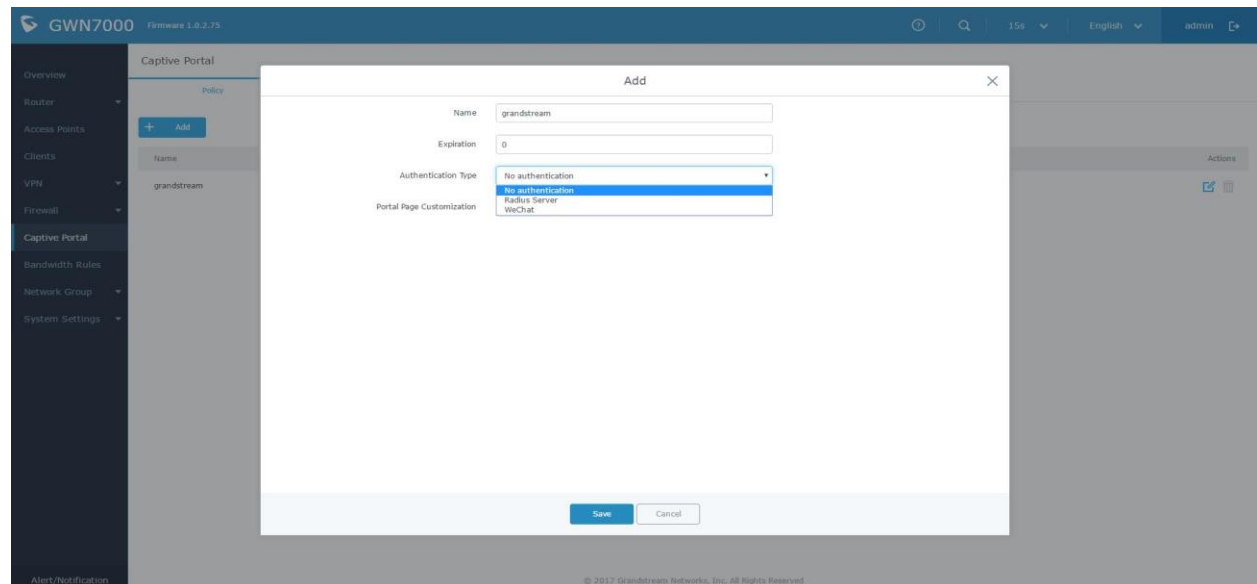 GWN7000 Firmware 1.0.2.75
15s
English
admin
Overview
Router
Access Points
Clients
VPN
Firewall
Captive Portal
Bandwidth Rules
Network Group
System Settings
Alert/Notification
Captive Portal
Policy
+ Add
Name
Actions
grandstream
Add
Name grandstream
Expiration 0
Authentication Type No authentication
No authentication
Radius Server
WeChat
Portal Page Customization
Save Cancel
© 2017 Grandstream Networks, Inc. All Rights Reserved